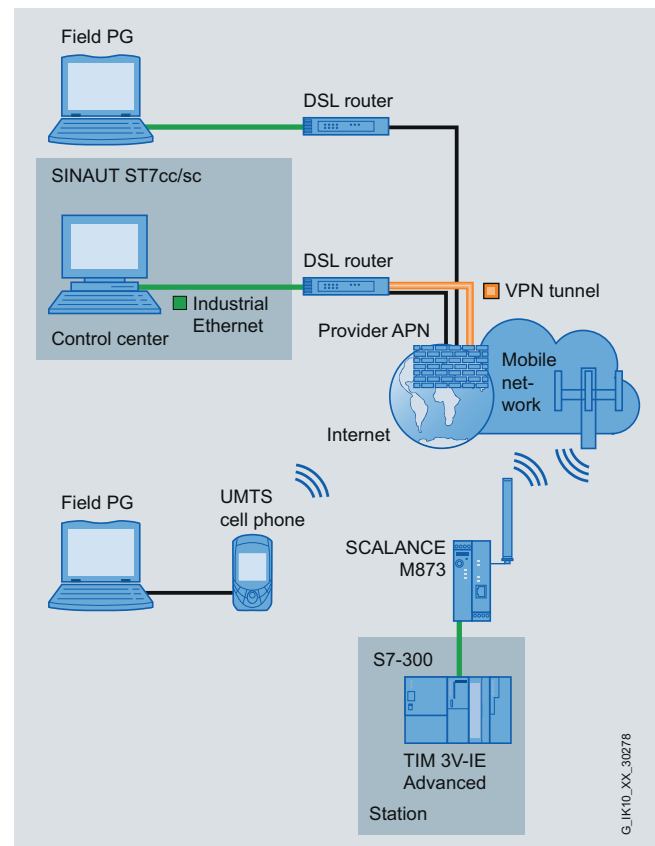 Field PG
DSL router
SINAUT ST7cc/sc
DSL router
VPN tunnel
Industrial
Ethernet
Control center
Provider APN
Mobile
net-
work
Internet
Field PG
UMTS
cell phone
SCALANCE
M873
S7-300
TIM 3V-IE
Advanced
Station
G_IK10_XX_30278